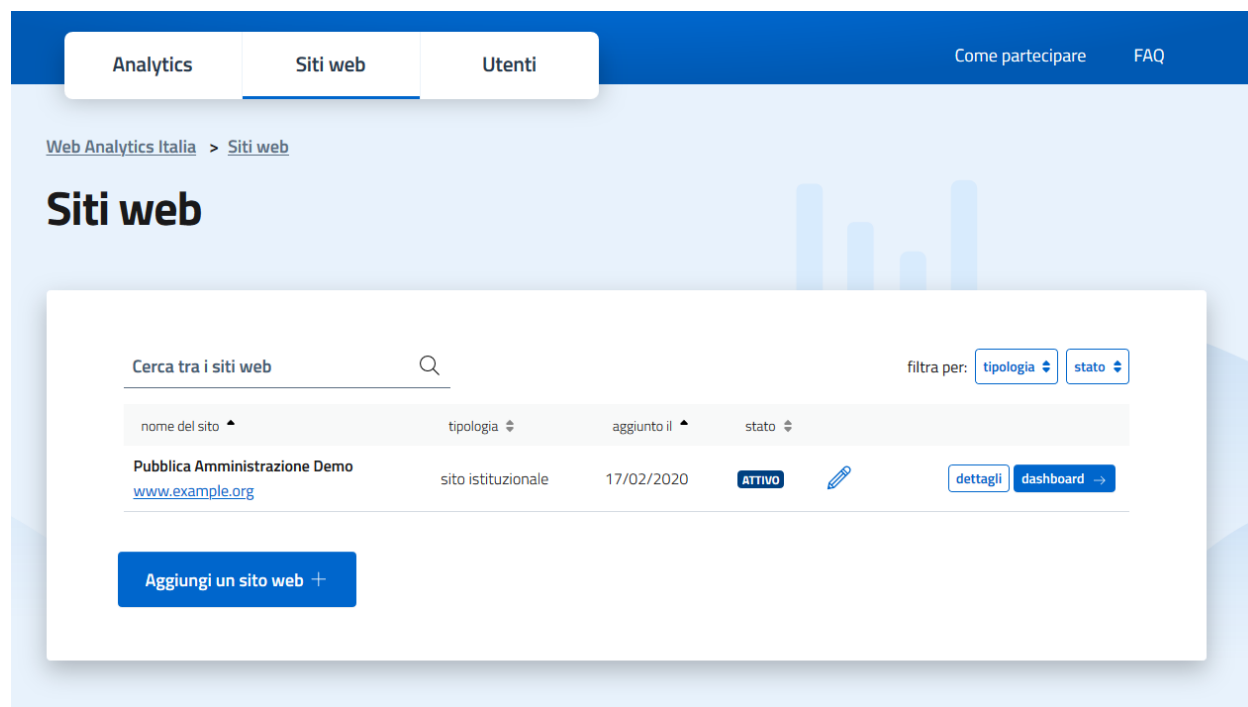 Analytics Siti web Utenti Come partecipare FAQ
Web Analytics Italia > Siti web
Siti web
Cerca tra i siti web filtra per: tipologia stato
nome del sito tipologia aggiunto il stato
Pubblica Amministrazione Demo
www.example.org sito istituzionale 17/02/2020 ATTIVO dettagli dashboard →
Aggiungi un sito web +